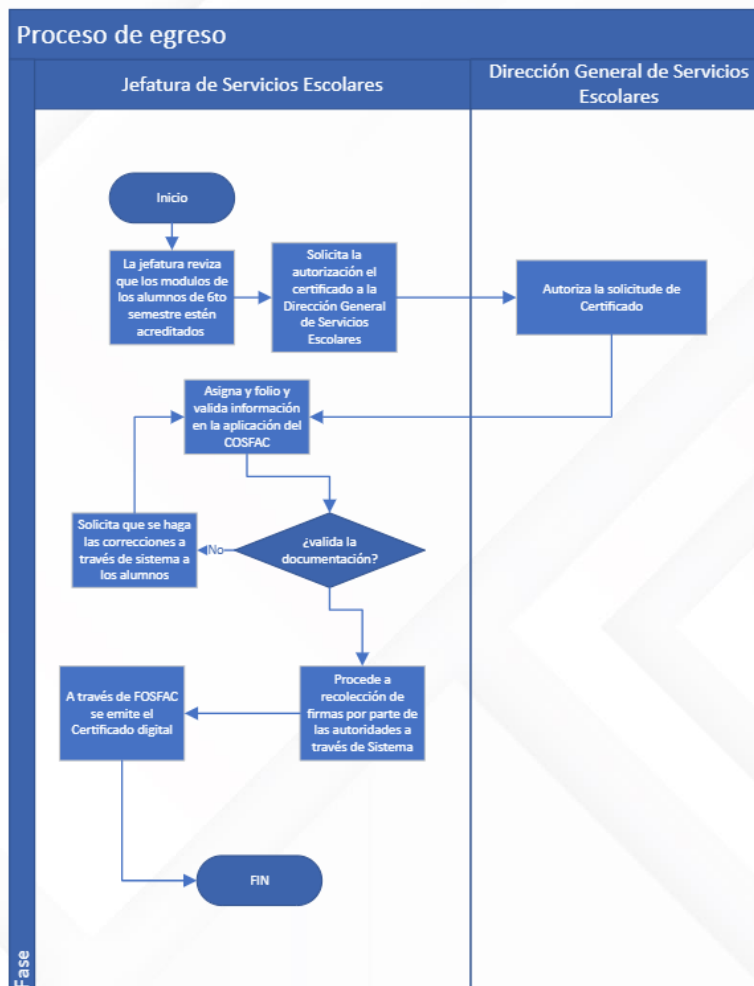 Proceso de egreso
Jefatura de Servicios Escolares
Dirección General de Servicios
Escolares
Inicio
La jefatura reviza
que los modulos de
los alumnos de 6to
semestre estén
acreditados
Solicita la
autorización el
certificado a la
Dirección General
de Servicios
Escolares
Autoriza la solicitude de
Certificado
Asigna y folio y
valida información
en la aplicación del
COSFAC
¿valida la
documentación?
No
Solicita que se haga
las correcciones a
través de sistema a
los alumnos
Procede a
recolección de
firmas por parte de
las autoridades a
través de Sistema
A través de FOSFAC
se emite el
Certificado digital
FIN
Fase